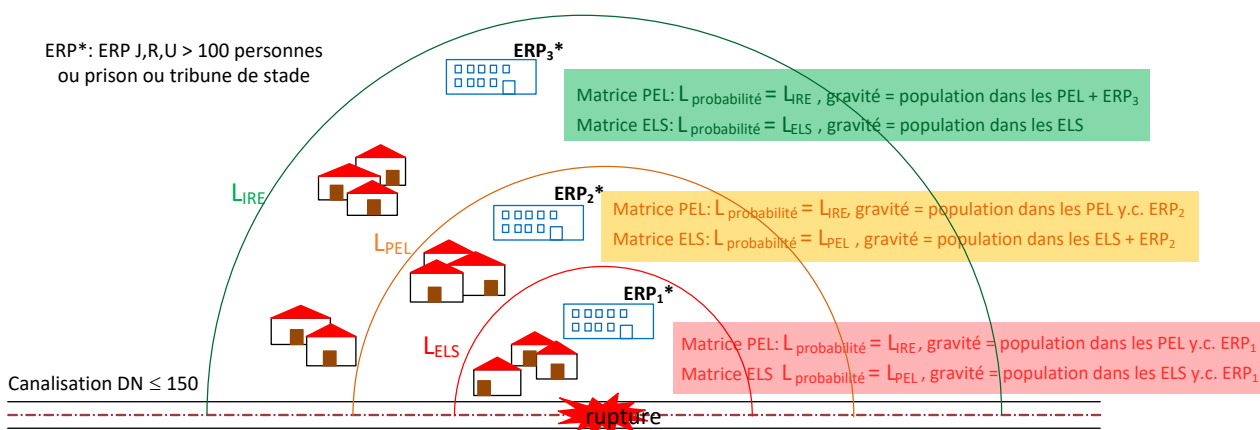 ERP*: ERP J,R,U > 100 personnes
ou prison ou tribune de stade
ERP3*
Matrice PEL: L probabilité = LIRE , gravité = population dans les PEL + ERP3
Matrice ELS: L probabilité = LELS , gravité = population dans les ELS
LIRE
ERP2*
Matrice PEL: L probabilité = LIRE, gravité = population dans les PEL y.c. ERP2
Matrice ELS: L probabilité = LPEL , gravité = population dans les ELS + ERP2
LPEL
ERP1*
Matrice PEL: L probabilité = LIRE, gravité = population dans les PEL y.c. ERP1
Matrice ELS L probabilité = LPEL, gravité = population dans les ELS y.c. ERP1
LELS
Canalisation DN ≤ 150
rupture